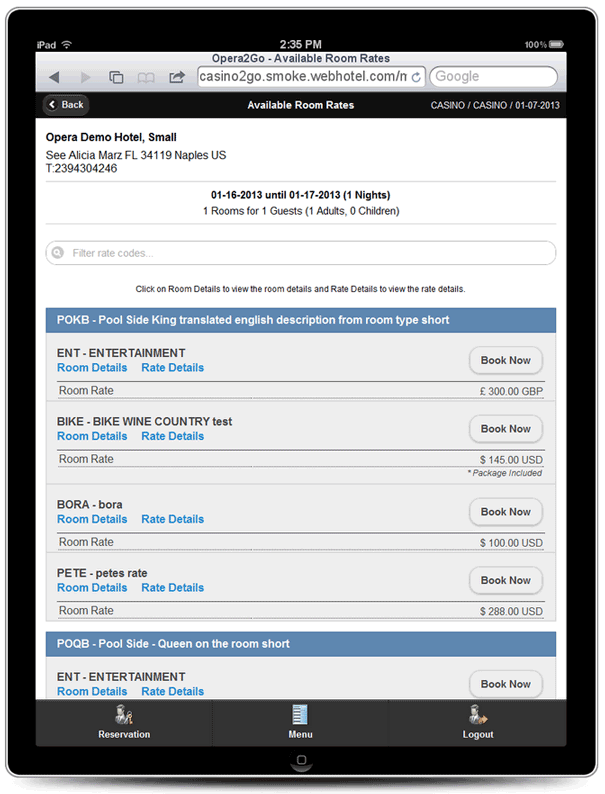 iPad 2:35 PM 100%
Opera2Go - Available Room Rates
casino2go.smoke.webhotel.com/m Google
Back Available Room Rates CASINO / CASINO / 01-07-2013
Opera Demo Hotel, Small
See Alicia Marz FL 34119 Naples US
T:2394304246
01-16-2013 until 01-17-2013 (1 Nights)
1 Rooms for 1 Guests (1 Adults, 0 Children)
Filter rate codes...
Click on Room Details to view the room details and Rate Details to view the rate details.
POKB - Pool Side King translated english description from room type short
ENT - ENTERTAINMENT
Room Details Rate Details Book Now
Room Rate £ 300.00 GBP
BIKE - BIKE WINE COUNTRY test
Room Details Rate Details Book Now
Room Rate $ 145.00 USD
* Package Included
BORA - bora
Room Details Rate Details Book Now
Room Rate $ 100.00 USD
PETE - petes rate
Room Details Rate Details Book Now
Room Rate $ 288.00 USD
POQB - Pool Side - Queen on the room short
ENT - ENTERTAINMENT
Room Details Rate Details Book Now
Reservation Menu Logout